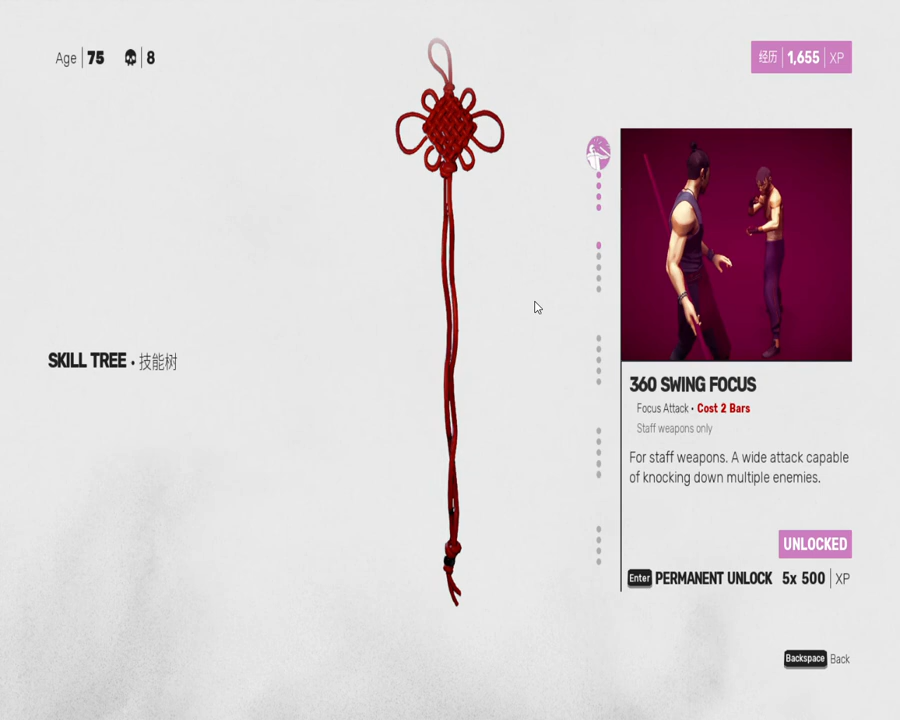 Age 75 8
经历 1,655 XP
SKILL TREE • 技能树
360 SWING FOCUS
Focus Attack • Cost 2 Bars
Staff weapons only
For staff weapons. A wide attack capable
of knocking down multiple enemies.
UNLOCKED
Enter PERMANENT UNLOCK 5x 500 XP
Backspace Back